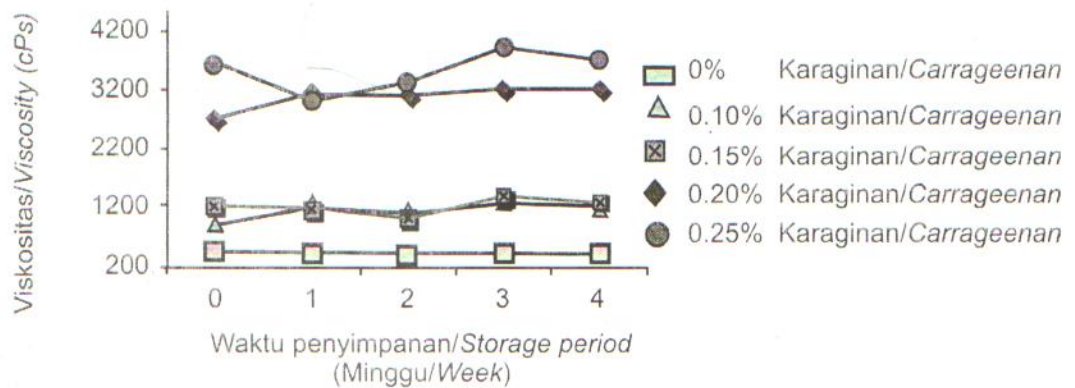 Viskositas/Viscosity (cPs)
4200
3200
2200
1200
200
0 1 2 3 4
Waktu penyimpanan/Storage period
(Minggu/Week)
0% Karaginan/Carrageenan
0.10% Karaginan/Carrageenan
0.15% Karaginan/Carrageenan
0.20% Karaginan/Carrageenan
0.25% Karaginan/Carrageenan